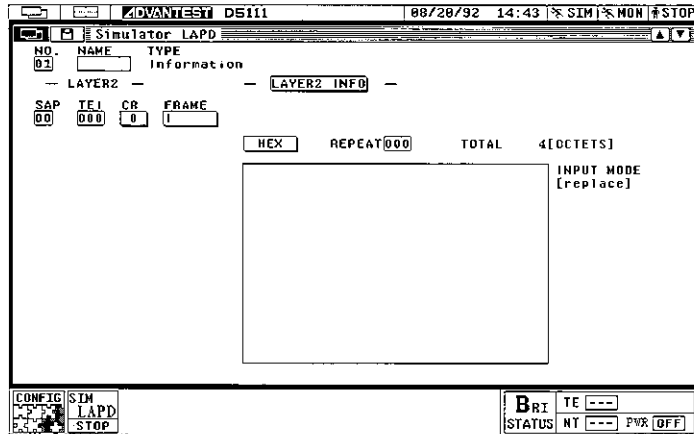 ADVANTEST D5111 08/20/92 14:43 SIM MON STOP
Simulator LAPD
NO. NAME TYPE
01 Information
LAYER2 LAYER2 INFO
SAP TEI CR FRAME
00 000 0 I
HEX REPEAT 000 TOTAL 4[OCTETS]
INPUT MODE
[replace]
CONFIG SIM
LAPD
STOP
BRI TE ---
STATUS NT --- PWR OFF